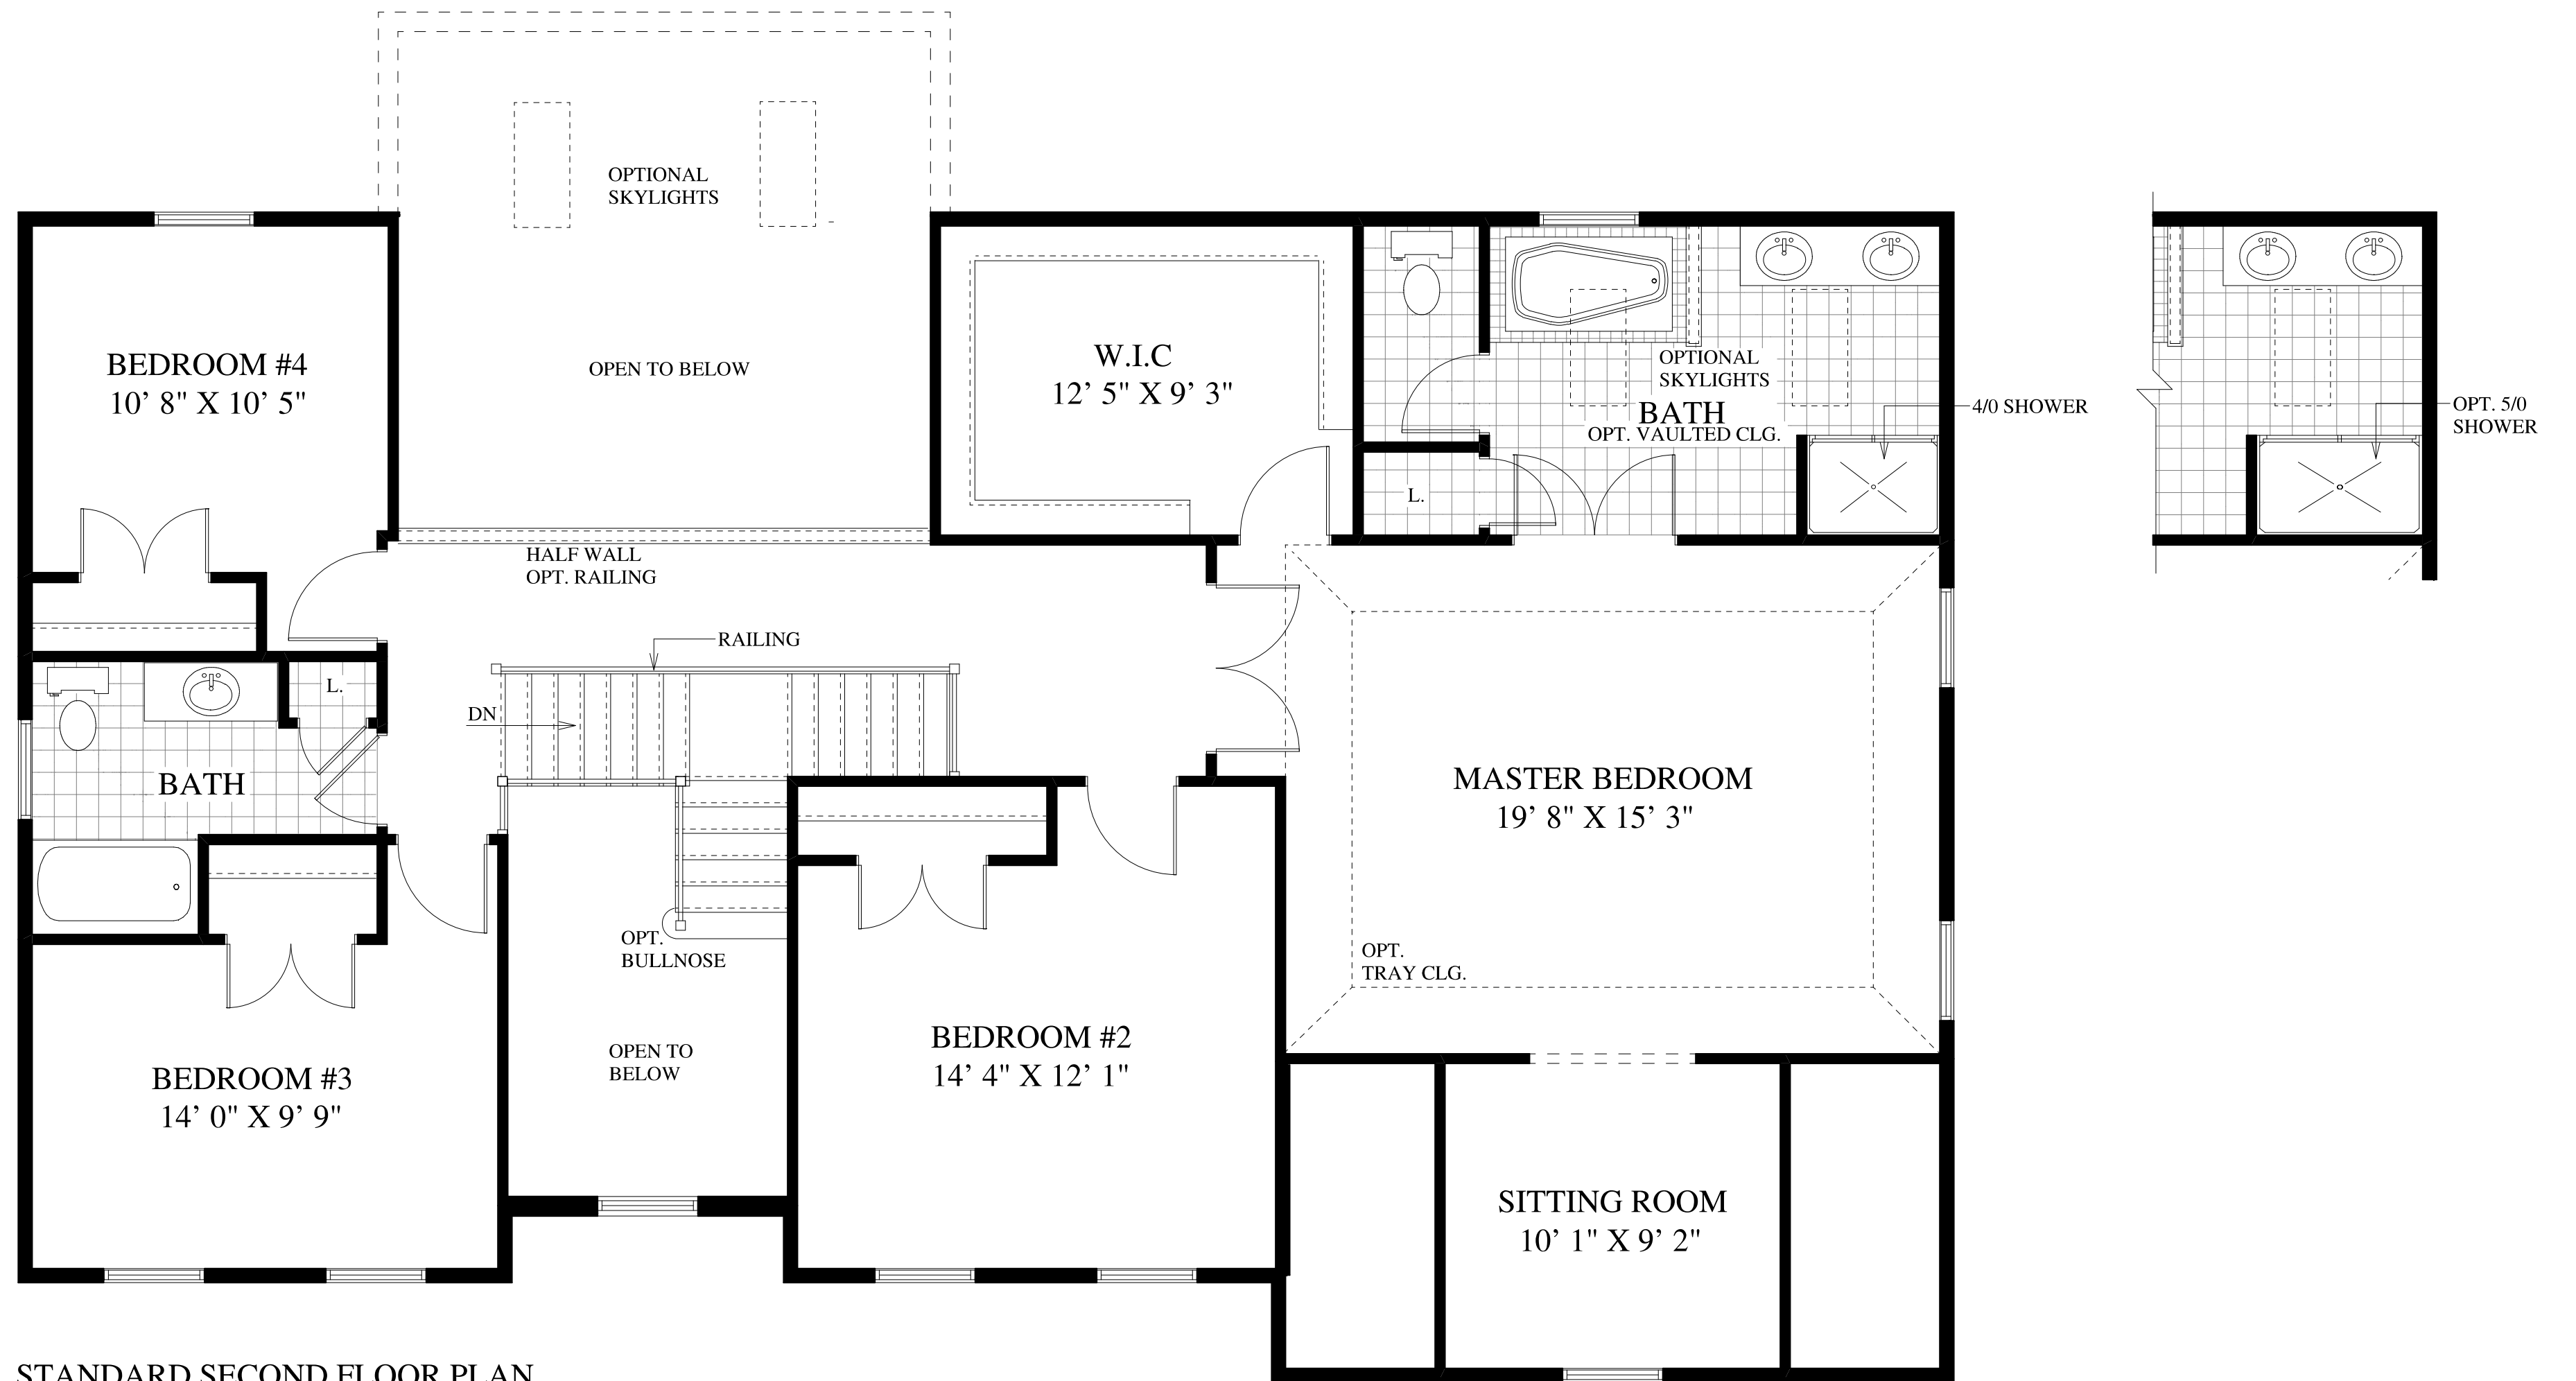 OPTIONAL
SKYLIGHTS
OPEN TO BELOW
BEDROOM #4
10’ 8" X 10’ 5"
W.I.C
12’ 5" X 9’ 3"
OPTIONAL
SKYLIGHTS
BATH
OPT. VAULTED CLG.
4/0 SHOWER
OPT. 5/0
SHOWER
L.
HALF WALL
OPT. RAILING
RAILING
L.
DN
BATH
MASTER BEDROOM
19’ 8" X 15’ 3"
OPT.
BULLNOSE
OPT.
TRAY CLG.
OPEN TO
BELOW
BEDROOM #2
14’ 4" X 12’ 1"
BEDROOM #3
14’ 0" X 9’ 9"
SITTING ROOM
10’ 1" X 9’ 2"
STANDARD SECOND FLOOR PLAN